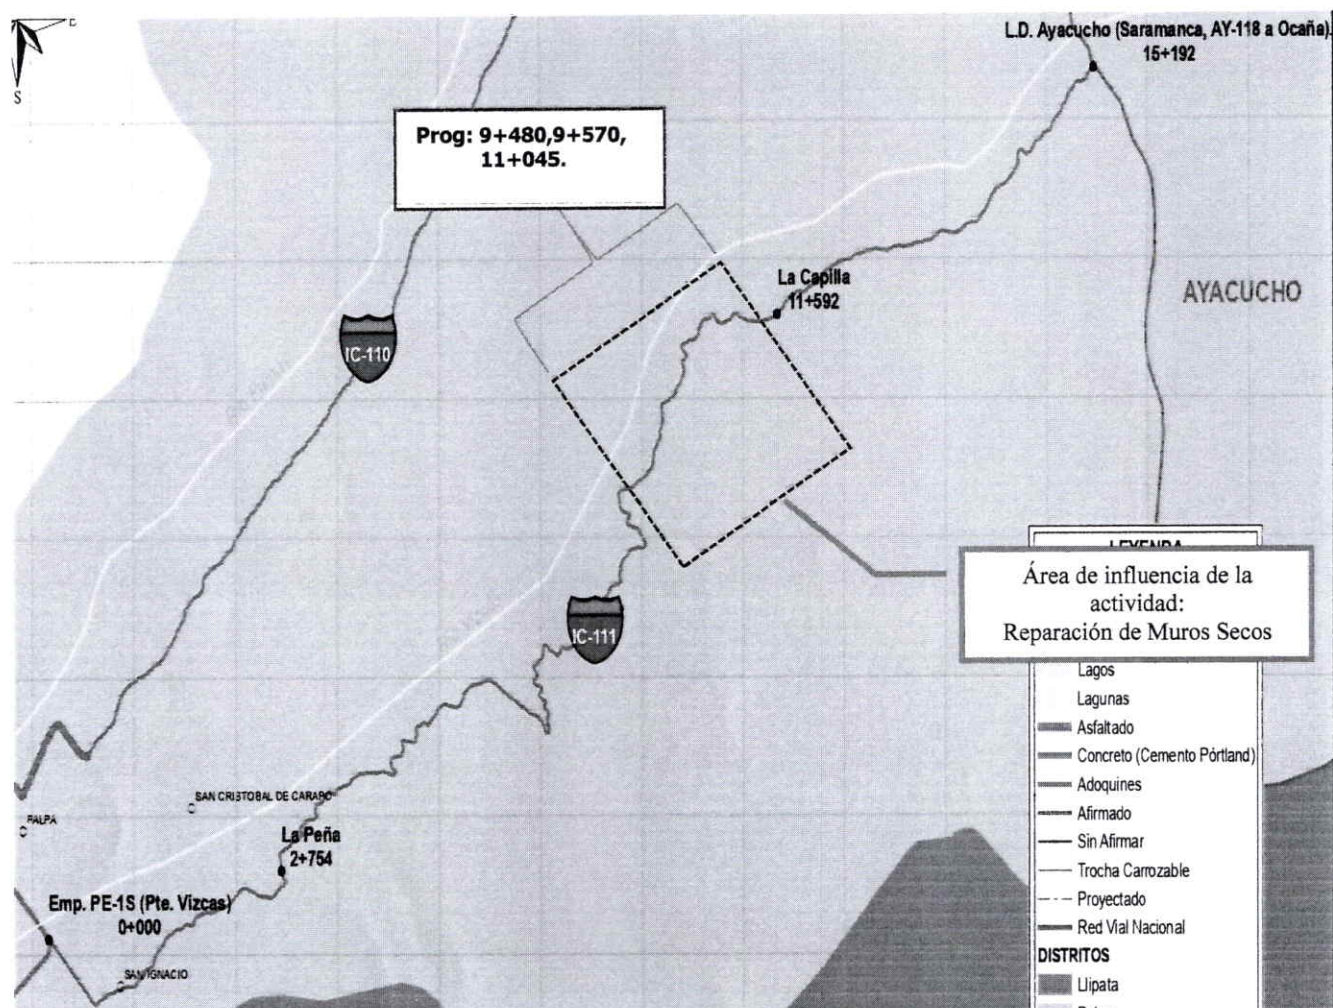 E
S
L.D. Ayacucho (Saramanca, AY-118 a Ocaña).
15+192
Prog: 9+480,9+570,
11+045.
La Capilla
11+592
AYACUCHO
IC-110
IC-111
LEYENDA
Área de influencia de la
actividad:
Reparación de Muros Secos
Lagos
Lagunas
Asfaltado
Concreto (Cemento Pórtland)
Adoquines
Afirmado
Sin Afirmar
Trocha Carrozable
Proyectado
Red Vial Nacional
DISTRITOS
Llipata
SAN CRISTOBAL DE CARAPO
PALPA
La Peña
2+754
Emp. PE-1S (Pte. Vizcas)
0+000
SAN IGNACIO